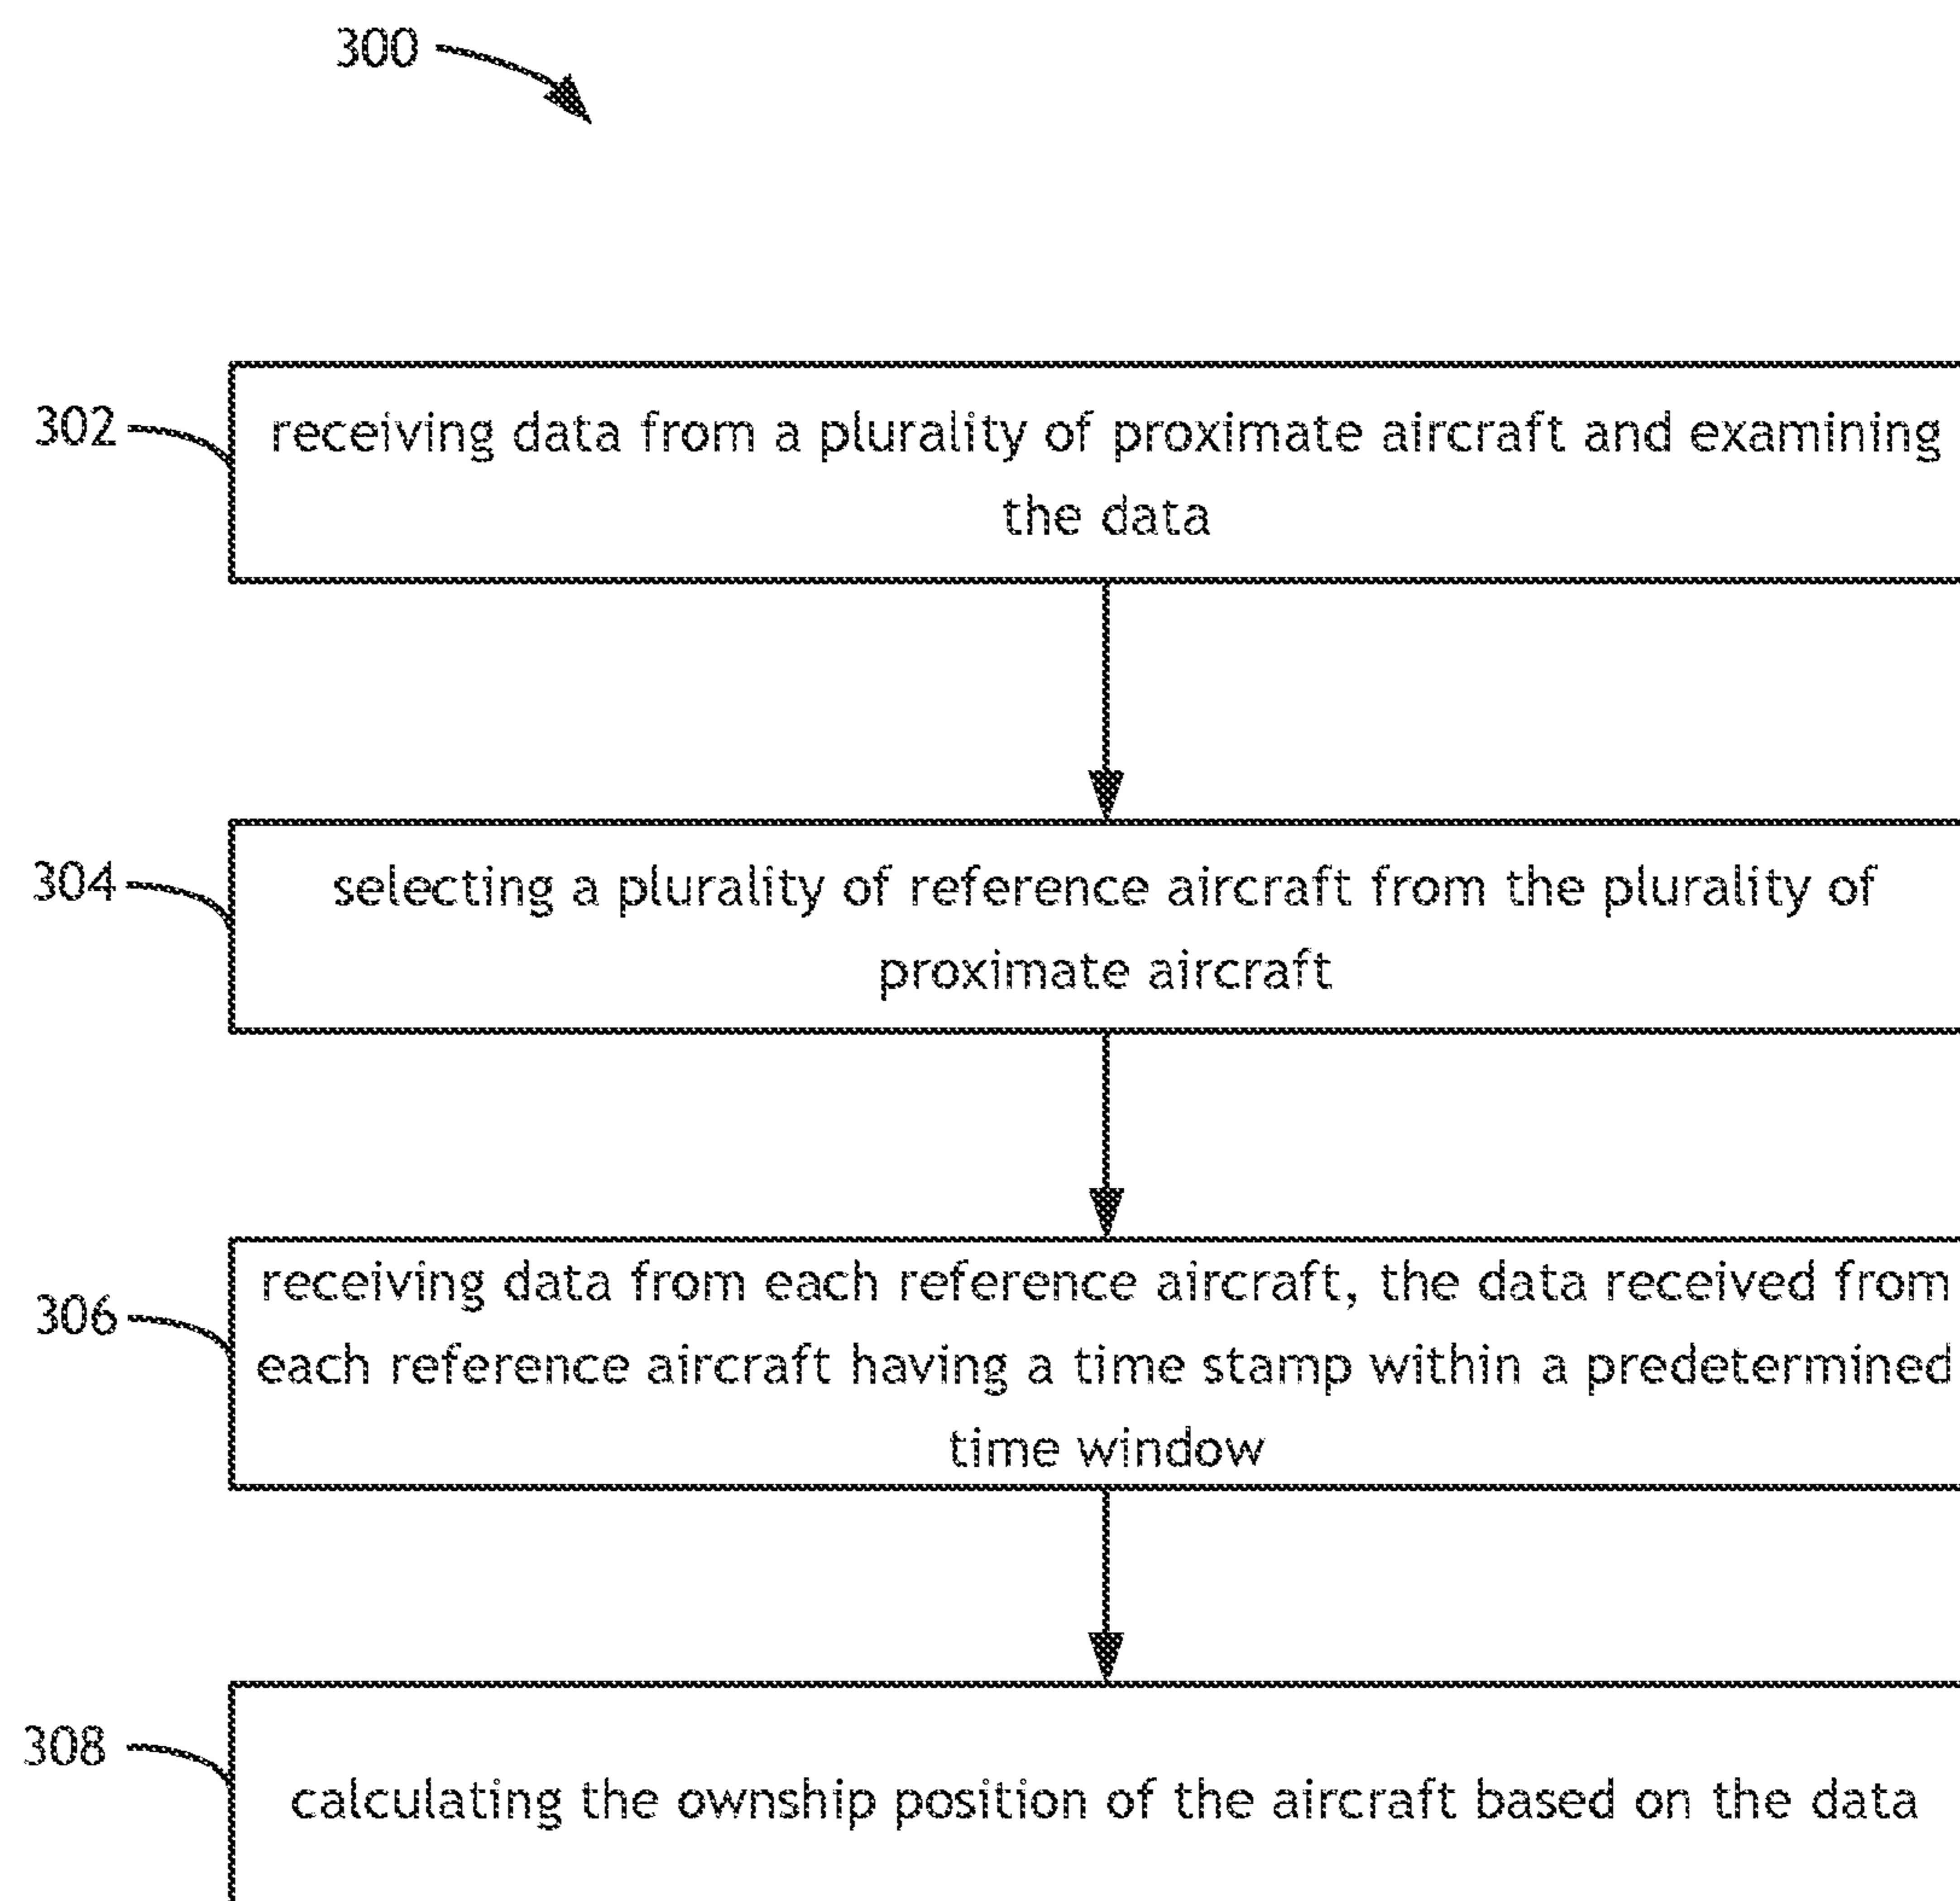 300
302
receiving data from a plurality of proximate aircraft and examining
the data
304
selecting a plurality of reference aircraft from the plurality of
proximate aircraft
306
receiving data from each reference aircraft, the data received from
each reference aircraft having a time stamp within a predetermined
time window
308
calculating the ownship position of the aircraft based on the data